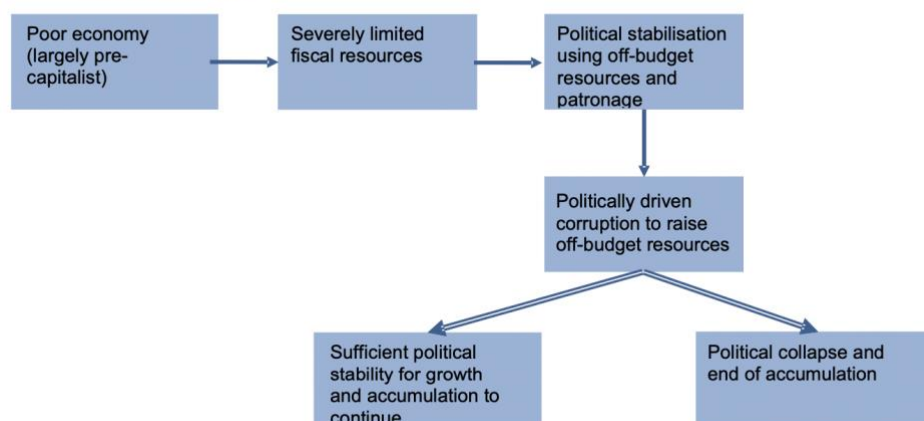 Poor economy
(largely pre-
capitalist)
Severely limited
fiscal resources
Political stabilisation
using off-budget
resources and
patronage
Politically driven
corruption to raise
off-budget resources
Sufficient political
stability for growth
and accumulation to
continue
Political collapse and
end of accumulation